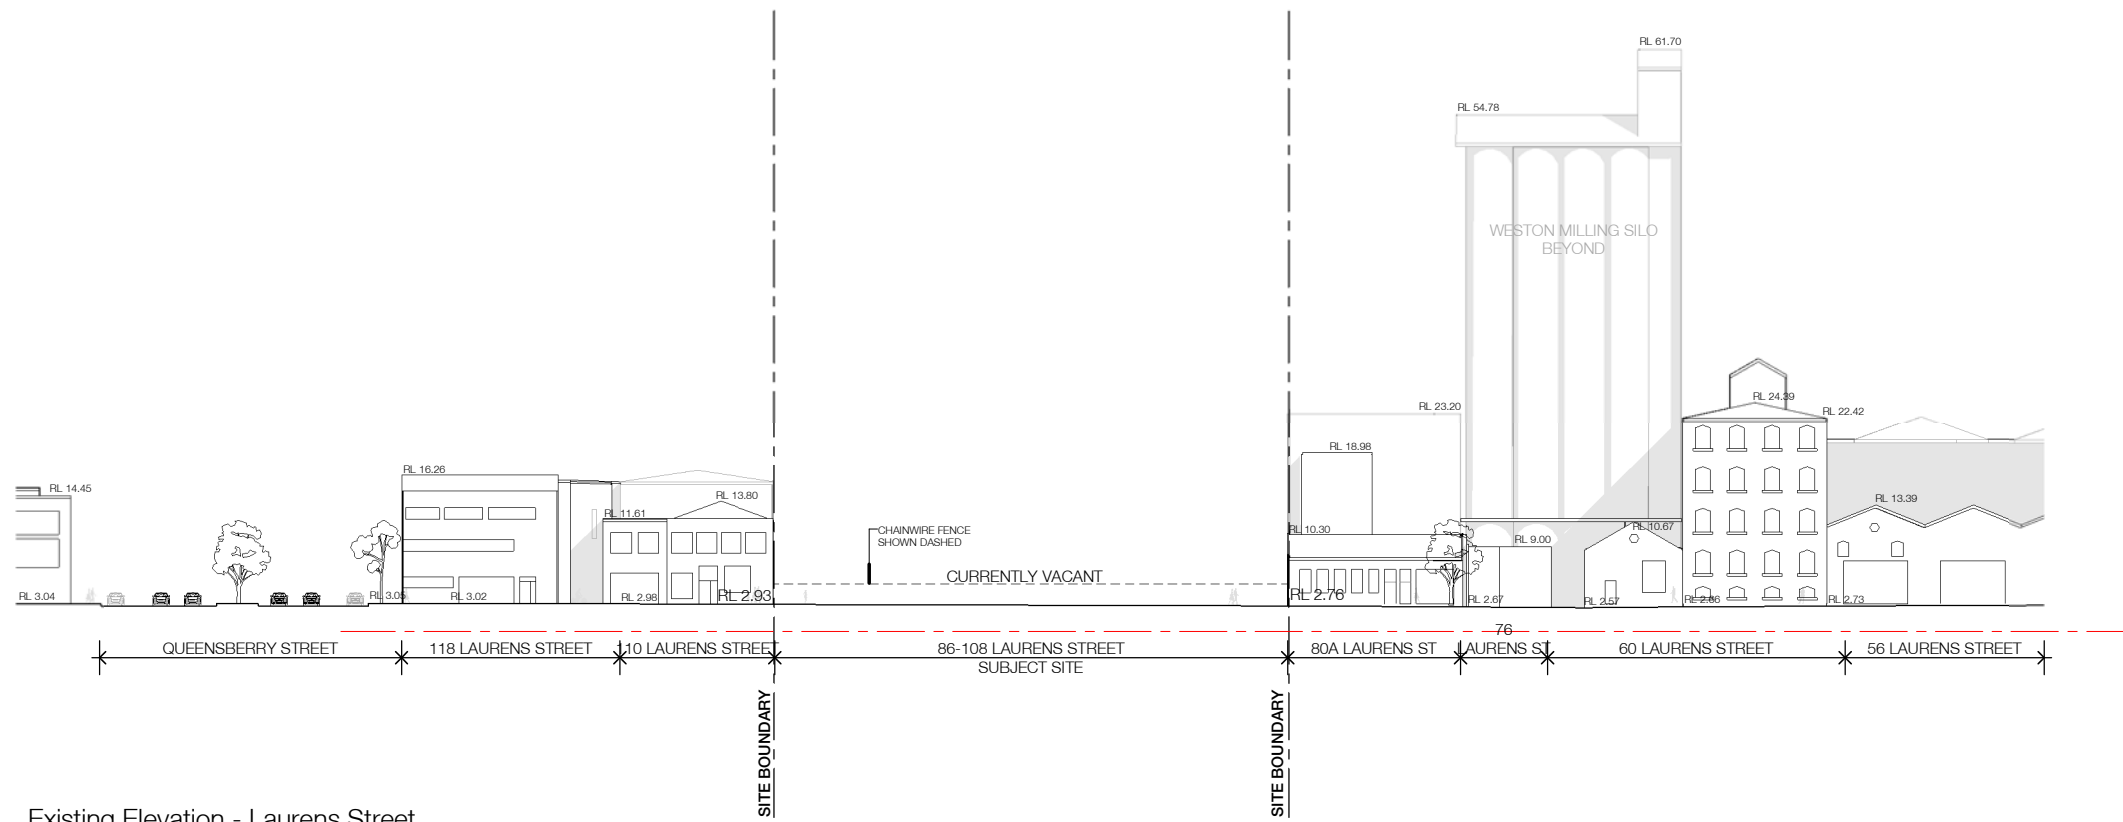 RL 61.70
RL 54.78
WESTON MILLING SILO
BEYOND
RL 24.39
RL 23.20
RL 22.42
RL 18.98
RL 16.26
RL 14.45
RL 13.80
RL 13.39
RL 11.61
RL 10.30
RL 10.67
CHAINWIRE FENCE
SHOWN DASHED
RL 9.00
CURRENTLY VACANT
RL 3.04
RL 3.05
RL 3.02
RL 2.98
RL 2.93
RL 2.76
RL 2.67
RL 2.57
RL 2.66
RL 2.73
76
QUEENSBERRY STREET
118 LAURENS STREET
110 LAURENS STREET
86-108 LAURENS STREET
80A LAURENS ST
LAURENS ST
60 LAURENS STREET
56 LAURENS STREET
SUBJECT SITE
SITE BOUNDARY
SITE BOUNDARY
Existing Elevation - Laurens Street